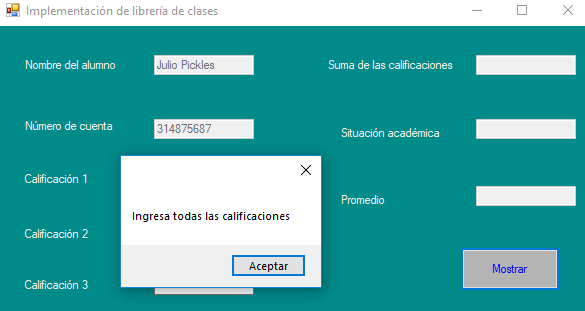 Implementación de librería de clases
Nombre del alumno
Julio Pickles
Suma de las calificaciones
Número de cuenta
314875687
Situación académica
Calificación 1
Ingresa todas las calificaciones
Promedio
Calificación 2
Aceptar
Mostrar
Calificación 3